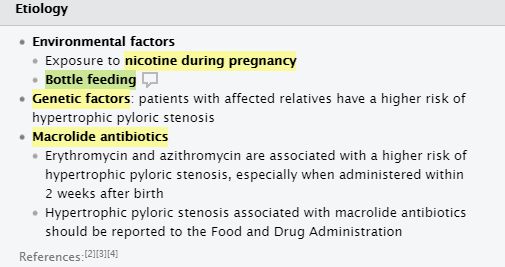 Etiology
• Environmental factors
• Exposure to nicotine during pregnancy
• Bottle feeding
• Genetic factors: patients with affected relatives have a higher risk of
hypertrophic pyloric stenosis
• Macrolide antibiotics
• Erythromycin and azithromycin are associated with a higher risk of
hypertrophic pyloric stenosis, especially when administered within
2 weeks after birth
• Hypertrophic pyloric stenosis associated with macrolide antibiotics
should be reported to the Food and Drug Administration
References:[2][3][4]